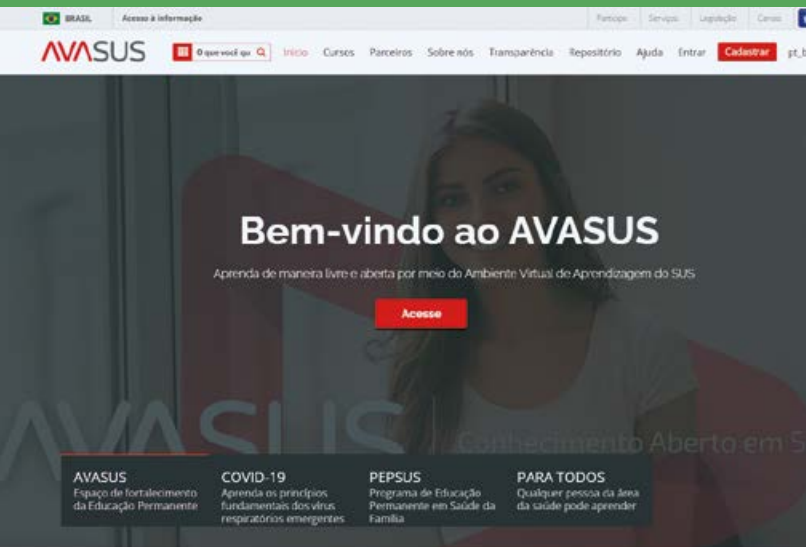 BRASIL Acesso à informação Participe Serviços Legislação Canais
AVASUS O que você qu Início Cursos Parceiros Sobre nós Transparência Repositório Ajuda Entrar Cadastrar pt_b
Bem-vindo ao AVASUS
Aprenda de maneira livre e aberta por meio do Ambiente Virtual de Aprendizagem do SUS
Acesse
AVASUS Conhecimento Aberto em S
AVASUS
Espaço de fortalecimento
da Educação Permanente
COVID-19
Aprenda os princípios
fundamentais dos vírus
respiratórios emergentes
PEPSUS
Programa de Educação
Permanente em Saúde da
Família
PARA TODOS
Qualquer pessoa da área
da saúde pode aprender